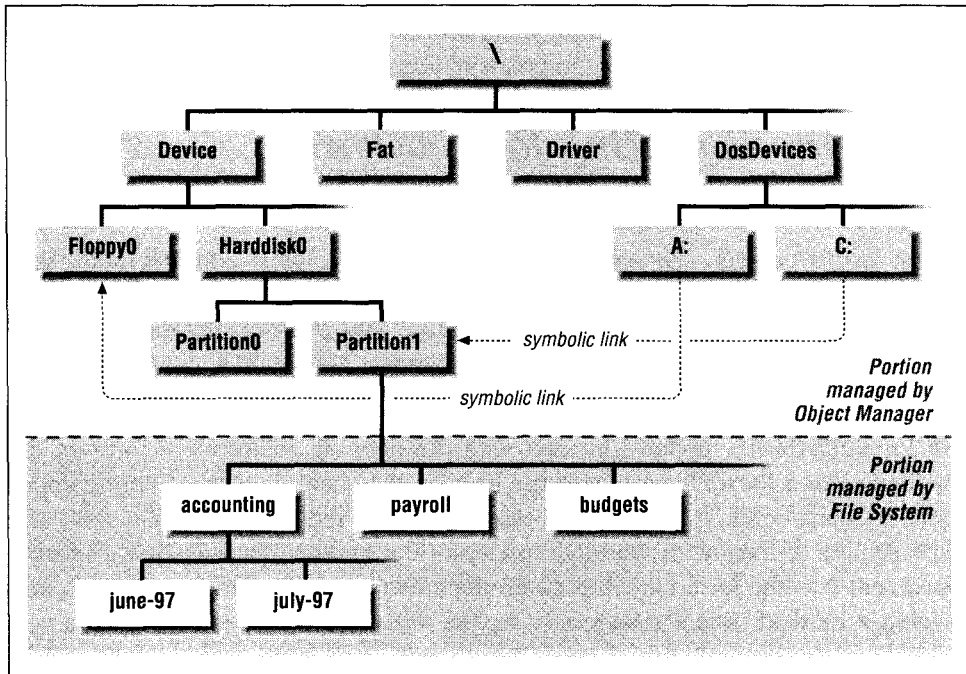 \
Device
Fat
Driver
DosDevices
Floppy0
Harddisk0
A:
C:
Partition0
Partition1
symbolic link
symbolic link
Portion
managed by
Object Manager
Portion
managed by
File System
accounting
payroll
budgets
june-97
july-97